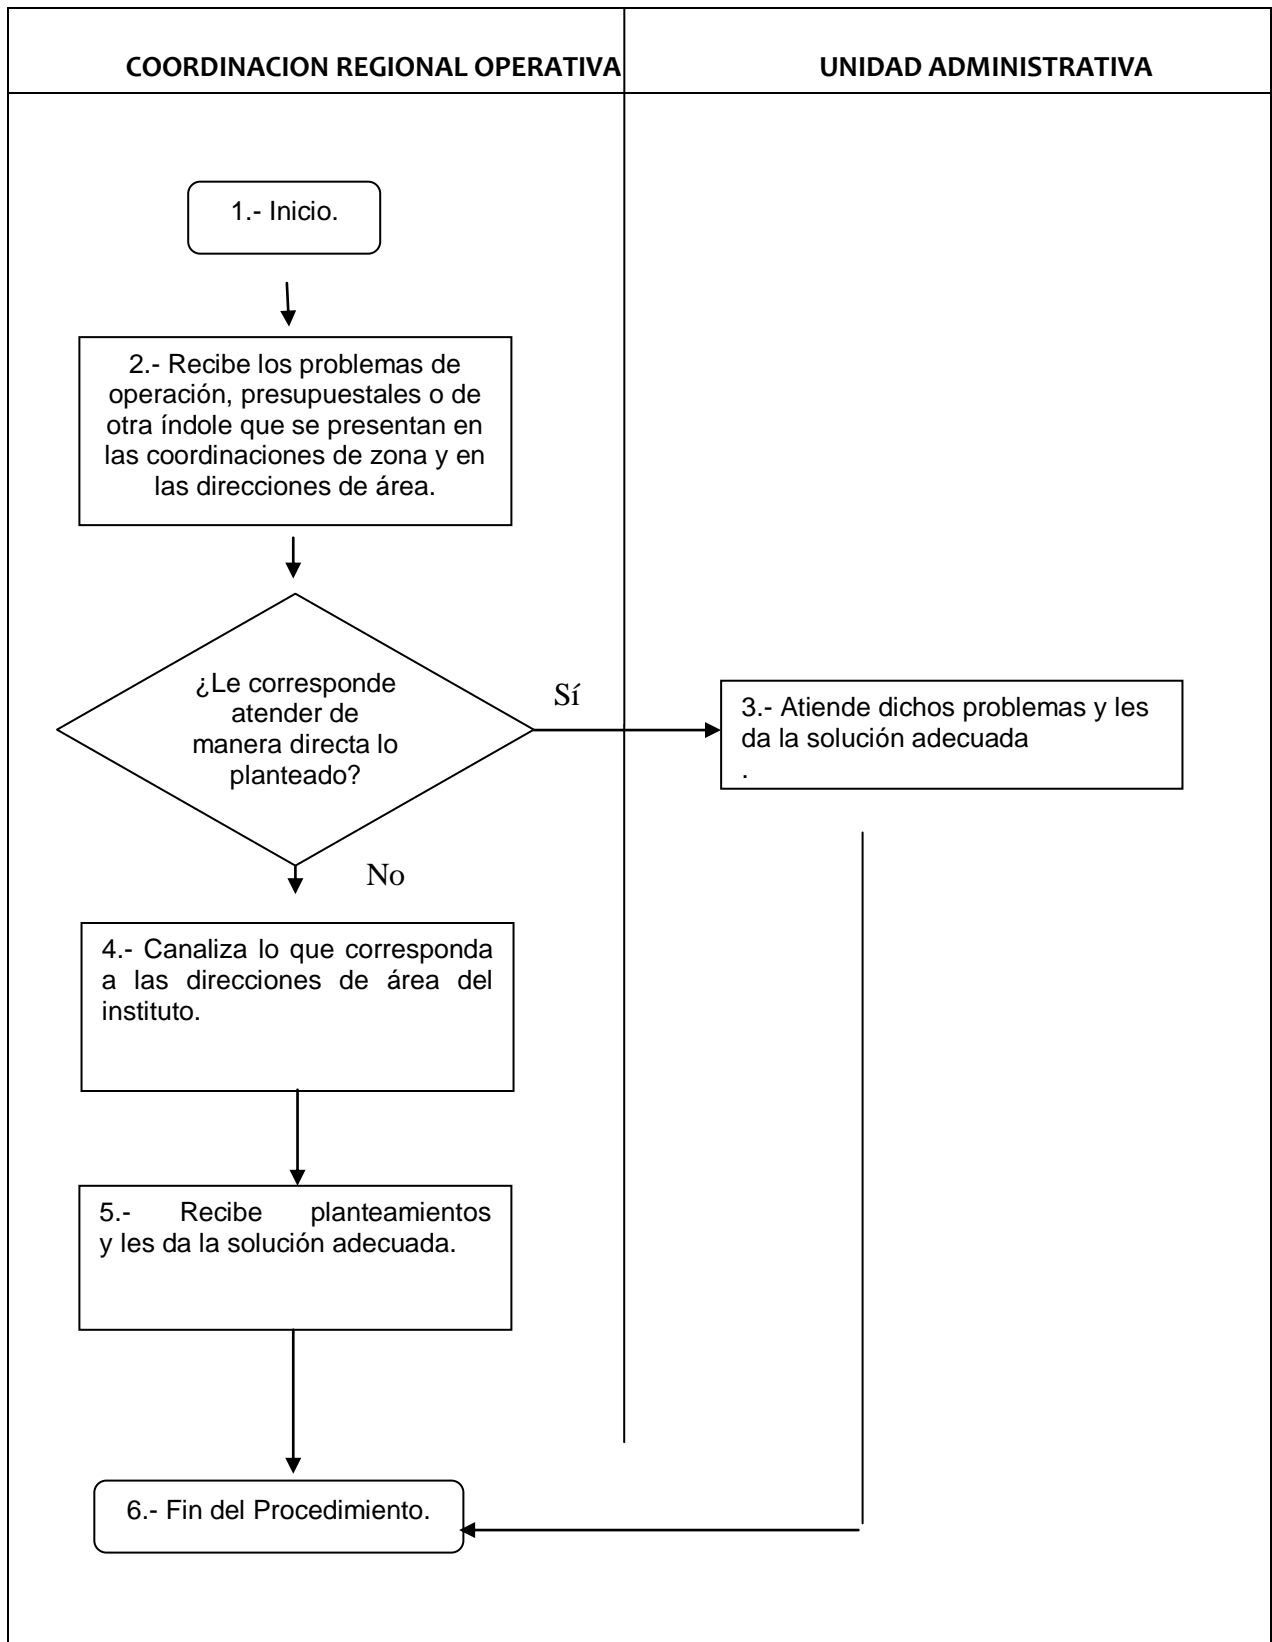 COORDINACION REGIONAL OPERATIVA
UNIDAD ADMINISTRATIVA
1.- Inicio.
2.- Recibe los problemas de
operación, presupuestales o de
otra índole que se presentan en
las coordinaciones de zona y en
las direcciones de área.
¿Le corresponde
atender de
manera directa lo
planteado?
Sí
3.- Atiende dichos problemas y les
da la solución adecuada
.
No
4.- Canaliza lo que corresponda
a las direcciones de área del
instituto.
5.- Recibe planteamientos
y les da la solución adecuada.
6.- Fin del Procedimiento.